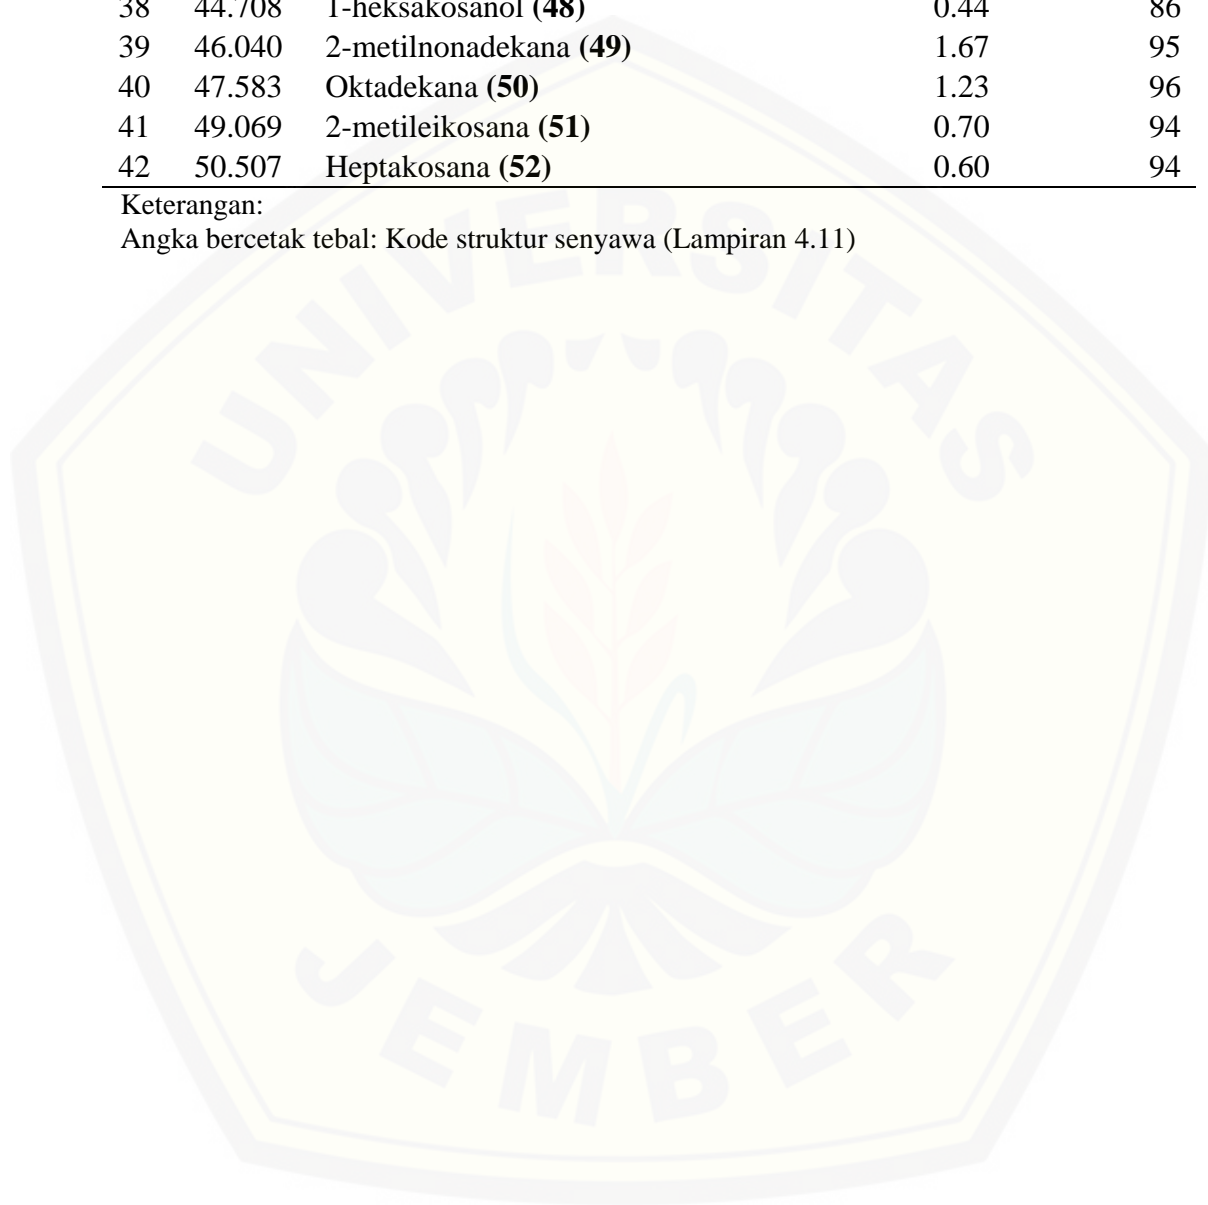 38 44.708 1-heksakosanol (48) 0.44 86
39 46.040 2-metilnonadekana (49) 1.67 95
40 47.583 Oktadekana (50) 1.23 96
41 49.069 2-metileikosana (51) 0.70 94
42 50.507 Heptakosana (52) 0.60 94
Keterangan:
Angka bercetak tebal: Kode struktur senyawa (Lampiran 4.11)
UNIVERSITAS
JEMBER